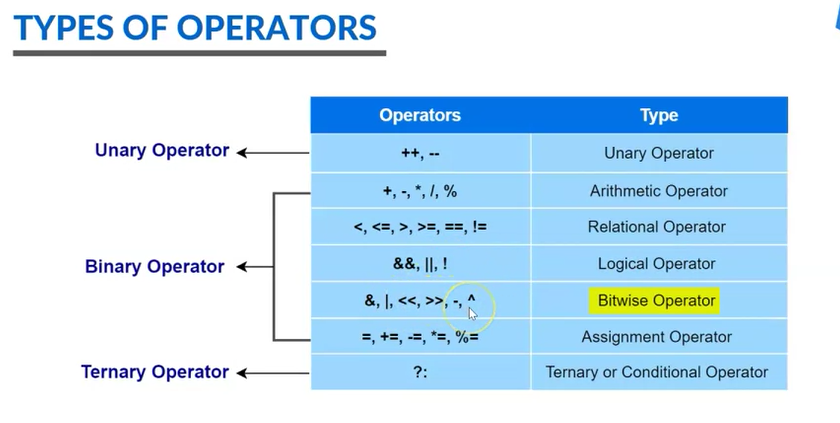 TYPES OF OPERATORS
Operators Type
Unary Operator ++, -- Unary Operator
+, -, *, /, % Arithmetic Operator
<, <=, >, >=, ==, != Relational Operator
Binary Operator &&, ||, ! Logical Operator
&, |, <<, >>, -, ^ Bitwise Operator
=, +=, -=, *=, %= Assignment Operator
Ternary Operator ?: Ternary or Conditional Operator